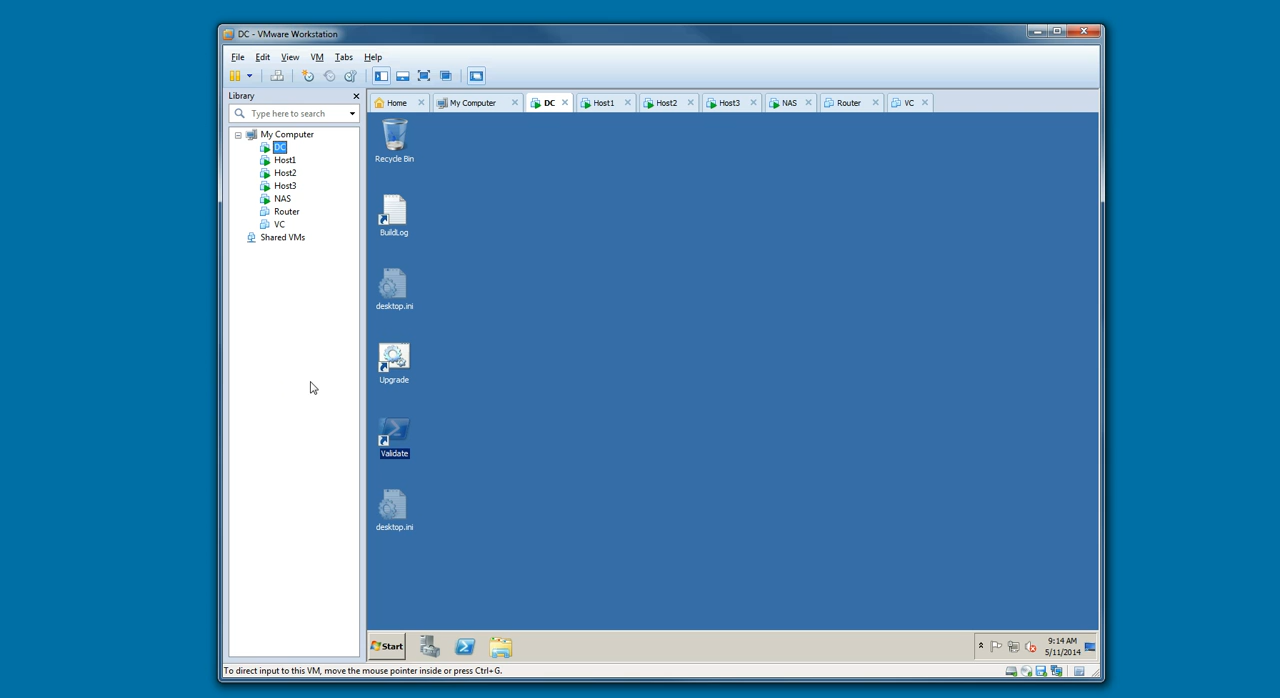 DC - VMware Workstation
File Edit View VM Tabs Help
Library
Type here to search
My Computer
DC
Host1
Host2
Host3
NAS
Router
VC
Shared VMs
Home My Computer DC Host1 Host2 Host3 NAS Router VC
Recycle Bin
BuildLog
desktop.ini
Upgrade
Validate
desktop.ini
Start
9:14 AM
5/11/2014
To direct input to this VM, move the mouse pointer inside or press Ctrl+G.